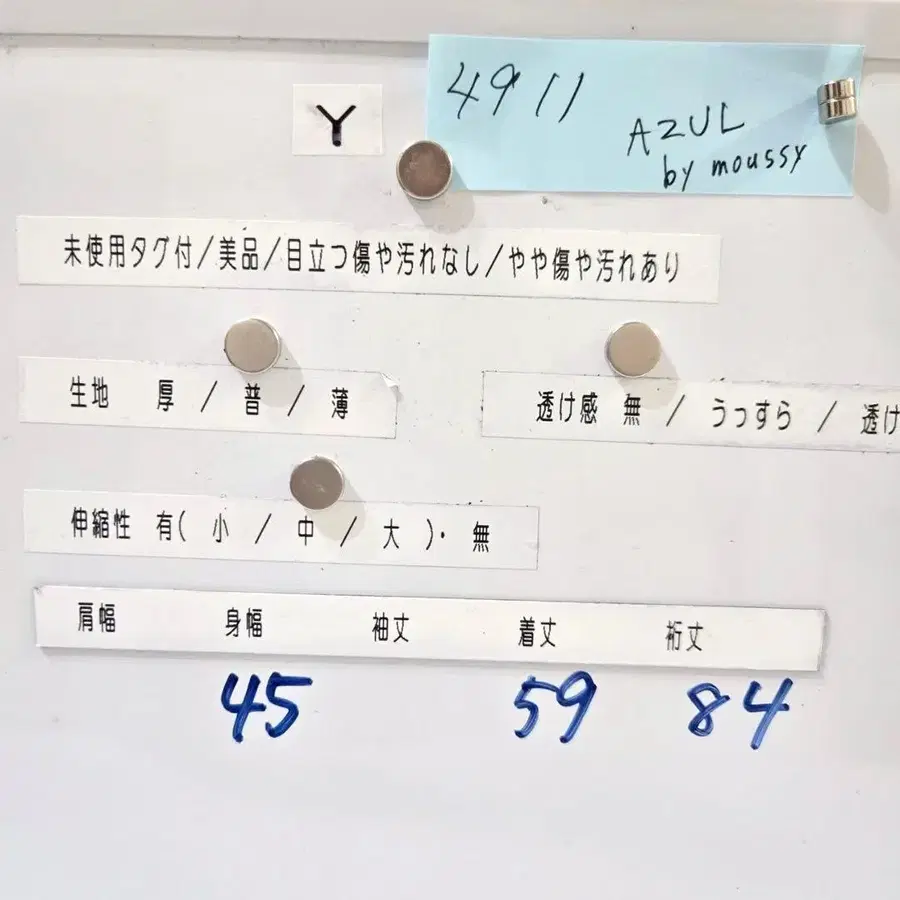 4911
Y
AZUL
by moussy
未使用タグ付/美品/目立つ傷や汚れなし/やや傷や汚れあり
生地 厚 / 普 / 薄
透け感 無 / うっすら / 透け
伸縮性 有( 小 / 中 / 大 )・ 無
肩幅 身幅 袖丈 着丈 裄丈
45 59 84